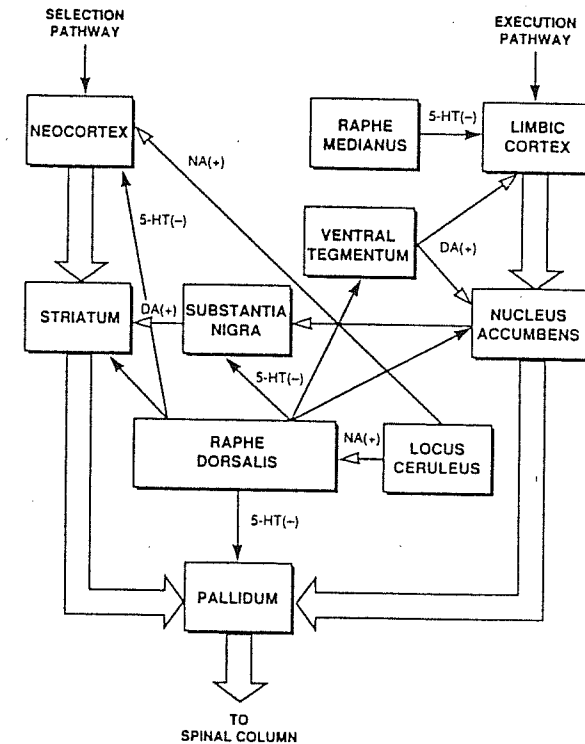 SELECTION
PATHWAY
EXECUTION
PATHWAY
NEOCORTEX
RAPHE
MEDIANUS
5-HT(–)
LIMBIC
CORTEX
NA(+)
5-HT(–)
VENTRAL
TEGMENTUM
DA(+)
STRIATUM
DA(+)
SUBSTANTIA
NIGRA
NUCLEUS
ACCUMBENS
5-HT(–)
RAPHE
DORSALIS
NA(+)
LOCUS
CERULEUS
5-HT(–)
PALLIDUM
TO
SPINAL COLUMN